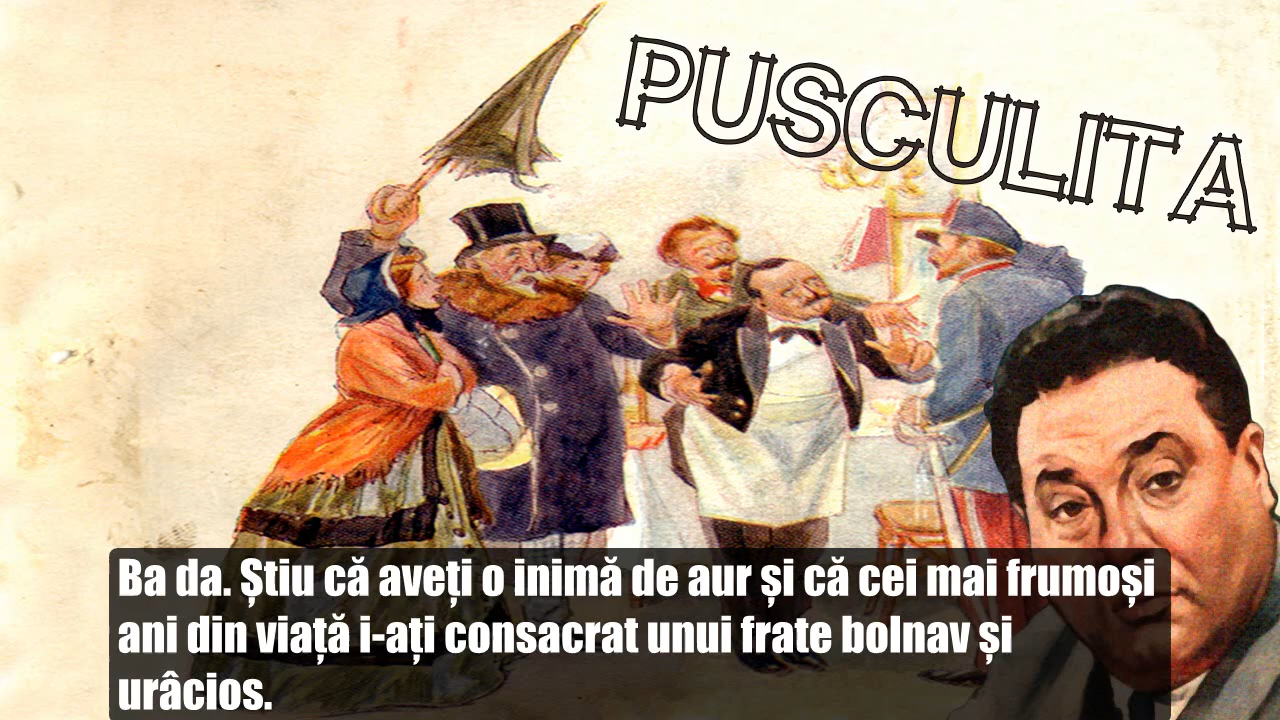 PUSCULITA
Ba da. Știu că aveți o inimă de aur și că cei mai frumoși
ani din viață i-ați consacrat unui frate bolnav și
urâcios.